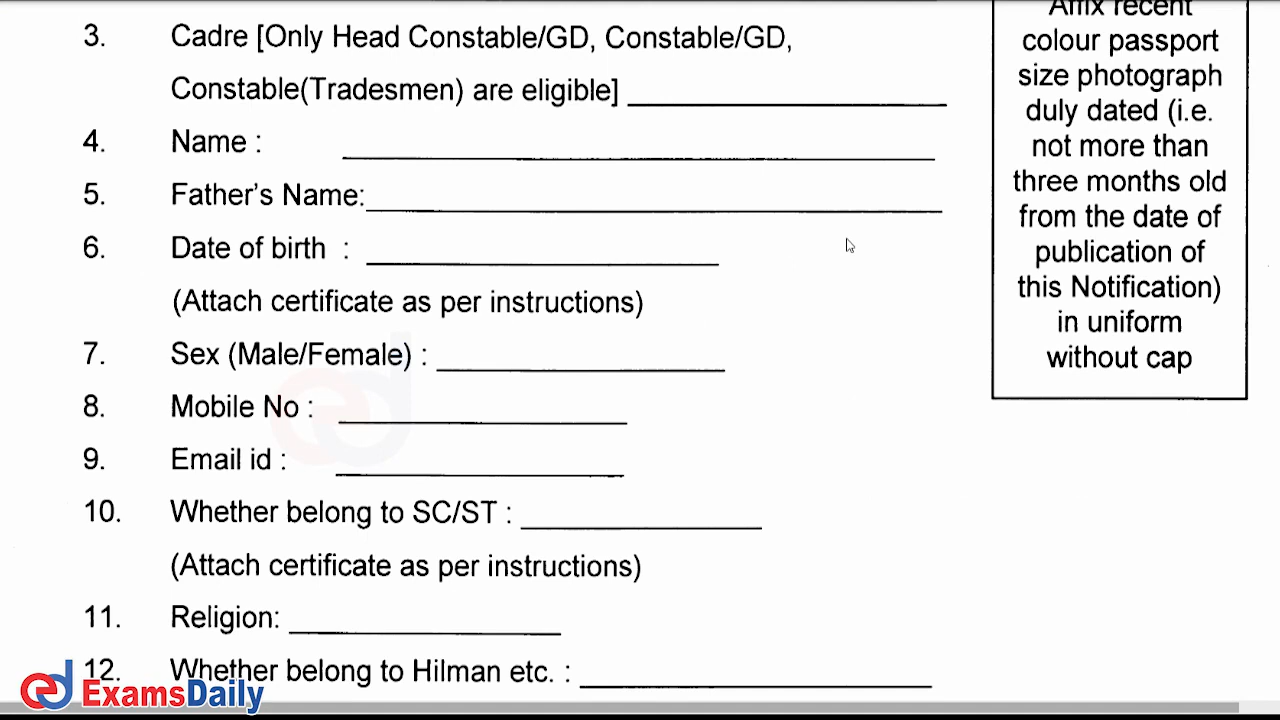 3. Cadre [Only Head Constable/GD, Constable/GD,
Constable(Tradesmen) are eligible]
4. Name :
5. Father's Name:
6. Date of birth :
(Attach certificate as per instructions)
7. Sex (Male/Female) :
8. Mobile No :
9. Email id :
10. Whether belong to SC/ST :
(Attach certificate as per instructions)
11. Religion:
12. Whether belong to Hilman etc. :
Affix recent
colour passport
size photograph
duly dated (i.e.
not more than
three months old
from the date of
publication of
this Notification)
in uniform
without cap
ExamsDaily